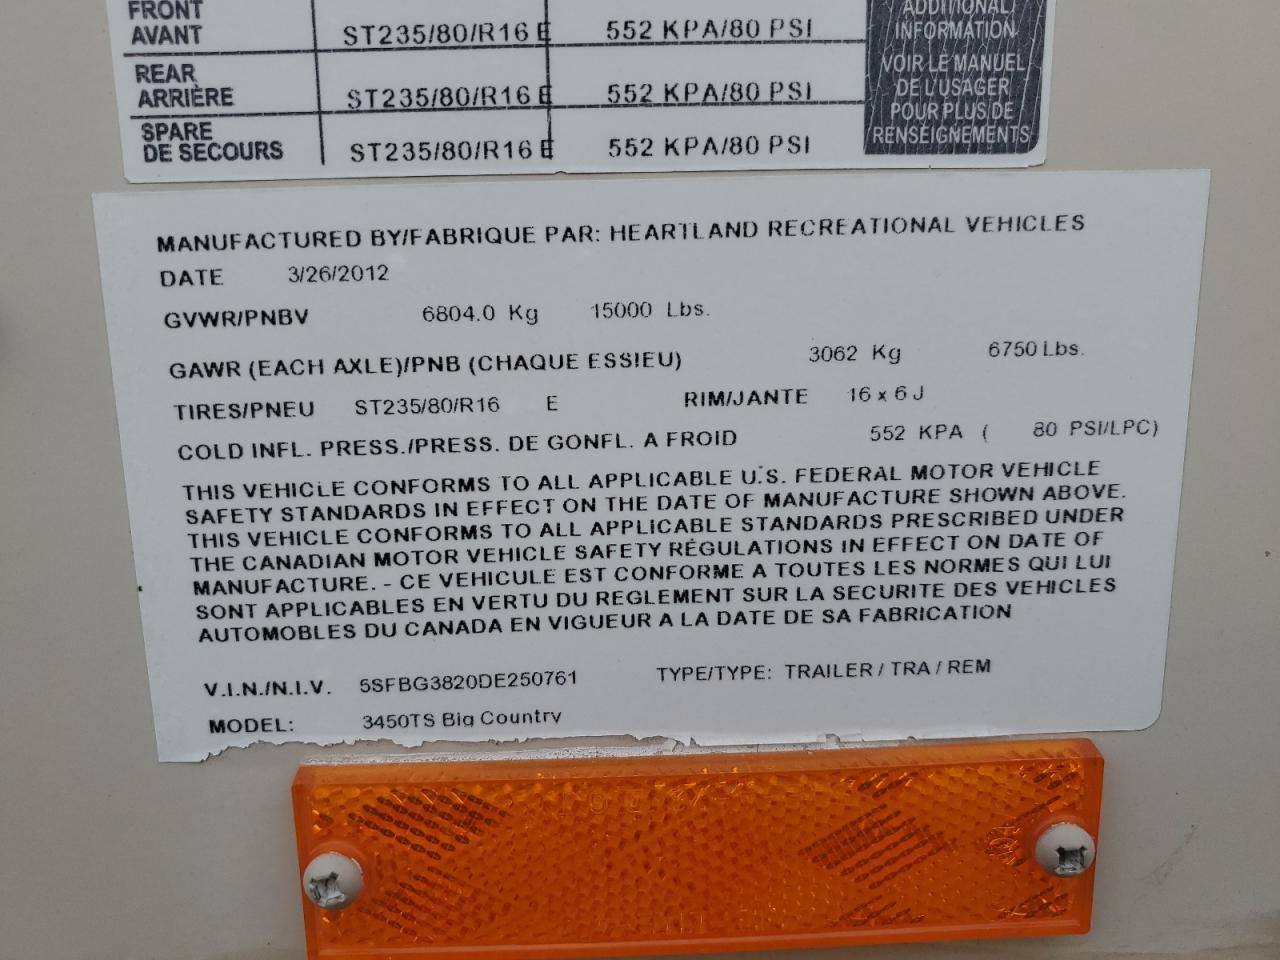 FRONT
AVANT ST235/80/R16 E 552 KPA/80 PSI
REAR
ARRIÈRE ST235/80/R16 E 552 KPA/80 PSI
SPARE
DE SECOURS ST235/80/R16 E 552 KPA/80 PSI
ADDITIONAL
INFORMATION
VOIR LE MANUEL
DE L'USAGER
POUR PLUS DE
RENSEIGNEMENTS
MANUFACTURED BY/FABRIQUE PAR: HEARTLAND RECREATIONAL VEHICLES
DATE 3/26/2012
GVWR/PNBV 6804.0 Kg 15000 Lbs.
GAWR (EACH AXLE)/PNB (CHAQUE ESSIEU) 3062 Kg 6750 Lbs.
TIRES/PNEU ST235/80/R16 E RIM/JANTE 16 x 6 J
COLD INFL. PRESS./PRESS. DE GONFL. A FROID 552 KPA ( 80 PSI/LPC)
THIS VEHICLE CONFORMS TO ALL APPLICABLE U.S. FEDERAL MOTOR VEHICLE
SAFETY STANDARDS IN EFFECT ON THE DATE OF MANUFACTURE SHOWN ABOVE.
THIS VEHICLE CONFORMS TO ALL APPLICABLE STANDARDS PRESCRIBED UNDER
THE CANADIAN MOTOR VEHICLE SAFETY REGULATIONS IN EFFECT ON DATE OF
MANUFACTURE. - CE VEHICULE EST CONFORME A TOUTES LES NORMES QUI LUI
SONT APPLICABLES EN VERTU DU REGLEMENT SUR LA SECURITE DES VEHICLES
AUTOMOBLES DU CANADA EN VIGUEUR A LA DATE DE SA FABRICATION
V.I.N./N.I.V. 5SFBG3820DE250761 TYPE/TYPE: TRAILER / TRA / REM
MODEL: 3450TS Big Country